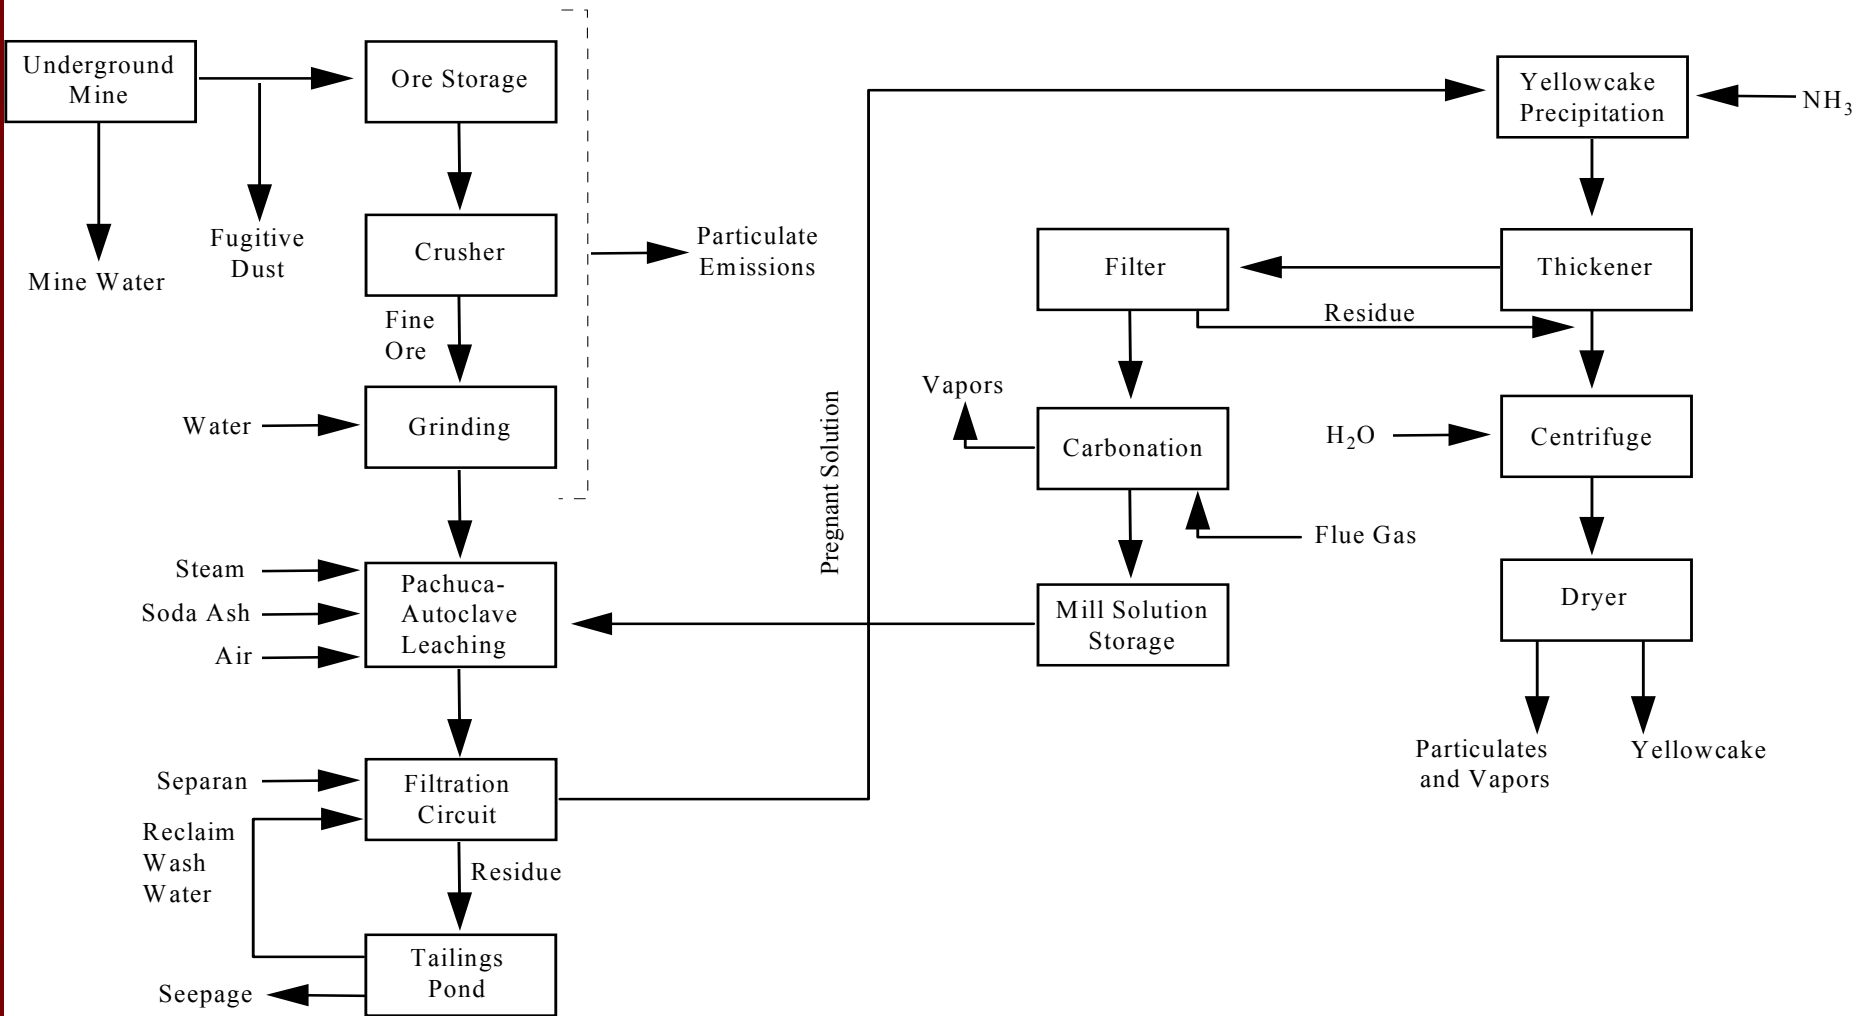 Underground
Mine
Ore Storage
Mine Water
Fugitive
Dust
Crusher
Particulate
Emissions
Fine
Ore
Water
Grinding
Steam
Soda Ash
Air
Pachuca-
Autoclave
Leaching
Separan
Filtration
Circuit
Reclaim
Wash
Water
Residue
Tailings
Pond
Seepage
Pregnant Solution
Yellowcake
Precipitation
NH3
Filter
Thickener
Residue
Vapors
Carbonation
H2O
Centrifuge
Flue Gas
Mill Solution
Storage
Dryer
Particulates
and Vapors
Yellowcake